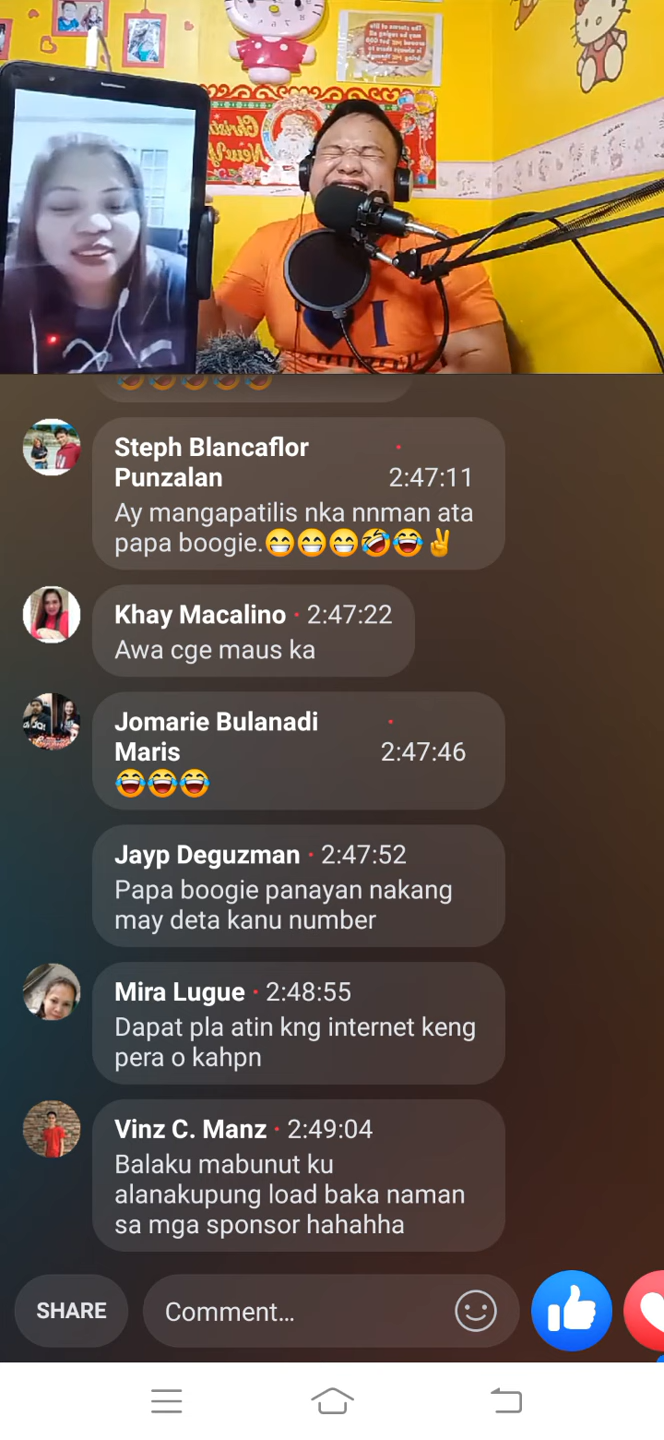 I
Steph Blancaflor
Punzalan · 2:47:11
Ay mangapatilis nka nnman ata
papa boogie.😁😁😁🤣😂✌
Khay Macalino · 2:47:22
Awa cge maus ka
Jomarie Bulanadi
Maris · 2:47:46
😂😂😂
Jayp Deguzman · 2:47:52
Papa boogie panayan nakang
may deta kanu number
Mira Lugue · 2:48:55
Dapat pla atin kng internet keng
pera o kahpn
Vinz C. Manz · 2:49:04
Balaku mabunut ku
alanakupung load baka naman
sa mga sponsor hahahha
SHARE
Comment...